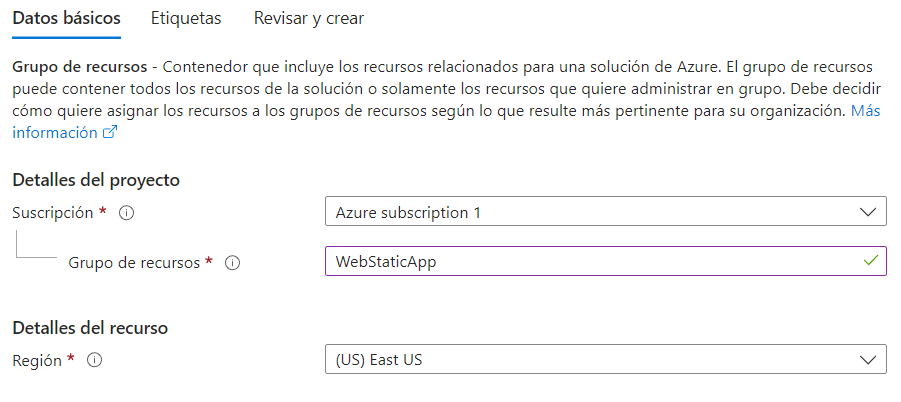 Datos básicos Etiquetas Revisar y crear
Grupo de recursos - Contenedor que incluye los recursos relacionados para una solución de Azure. El grupo de recursos
puede contener todos los recursos de la solución o solamente los recursos que quiere administrar en grupo. Debe decidir
cómo quiere asignar los recursos a los grupos de recursos según lo que resulte más pertinente para su organización. Más
información
Detalles del proyecto
Suscripción * Azure subscription 1
Grupo de recursos * WebStaticApp
Detalles del recurso
Región * (US) East US